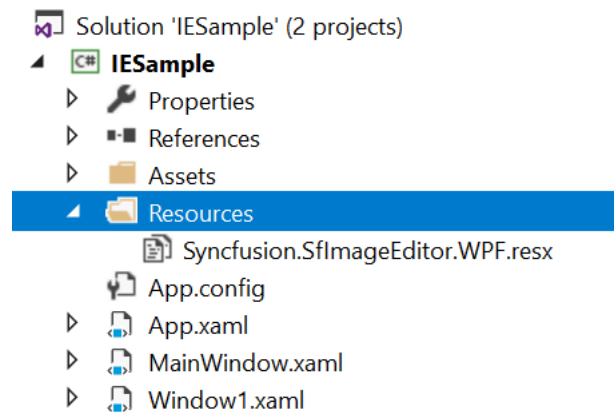 Solution 'IESample' (2 projects)
C# IESample
Properties
References
Assets
Resources
Syncfusion.SfImageEditor.WPF.resx
App.config
App.xaml
MainWindow.xaml
Window1.xaml